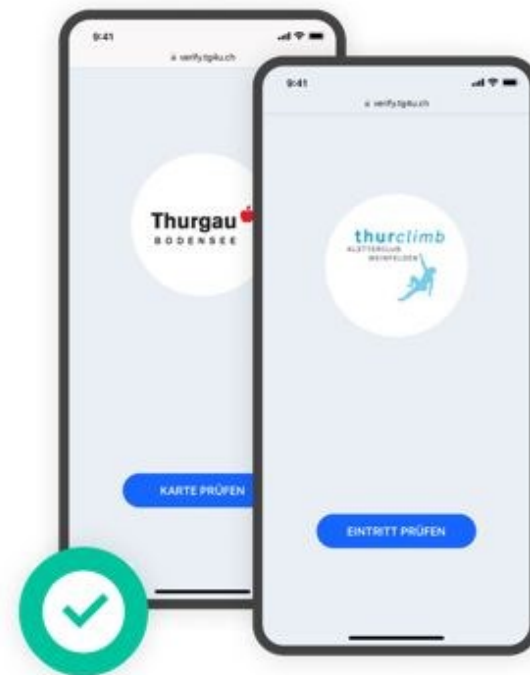 9:41
verify.tg4u.ch
Thurgau
BODENSEE
KARTE PRÜFEN
9:41
verify.tg4u.ch
thurclimb
KLETTERCLUB
WEINFELDEN
EINTRITT PRÜFEN